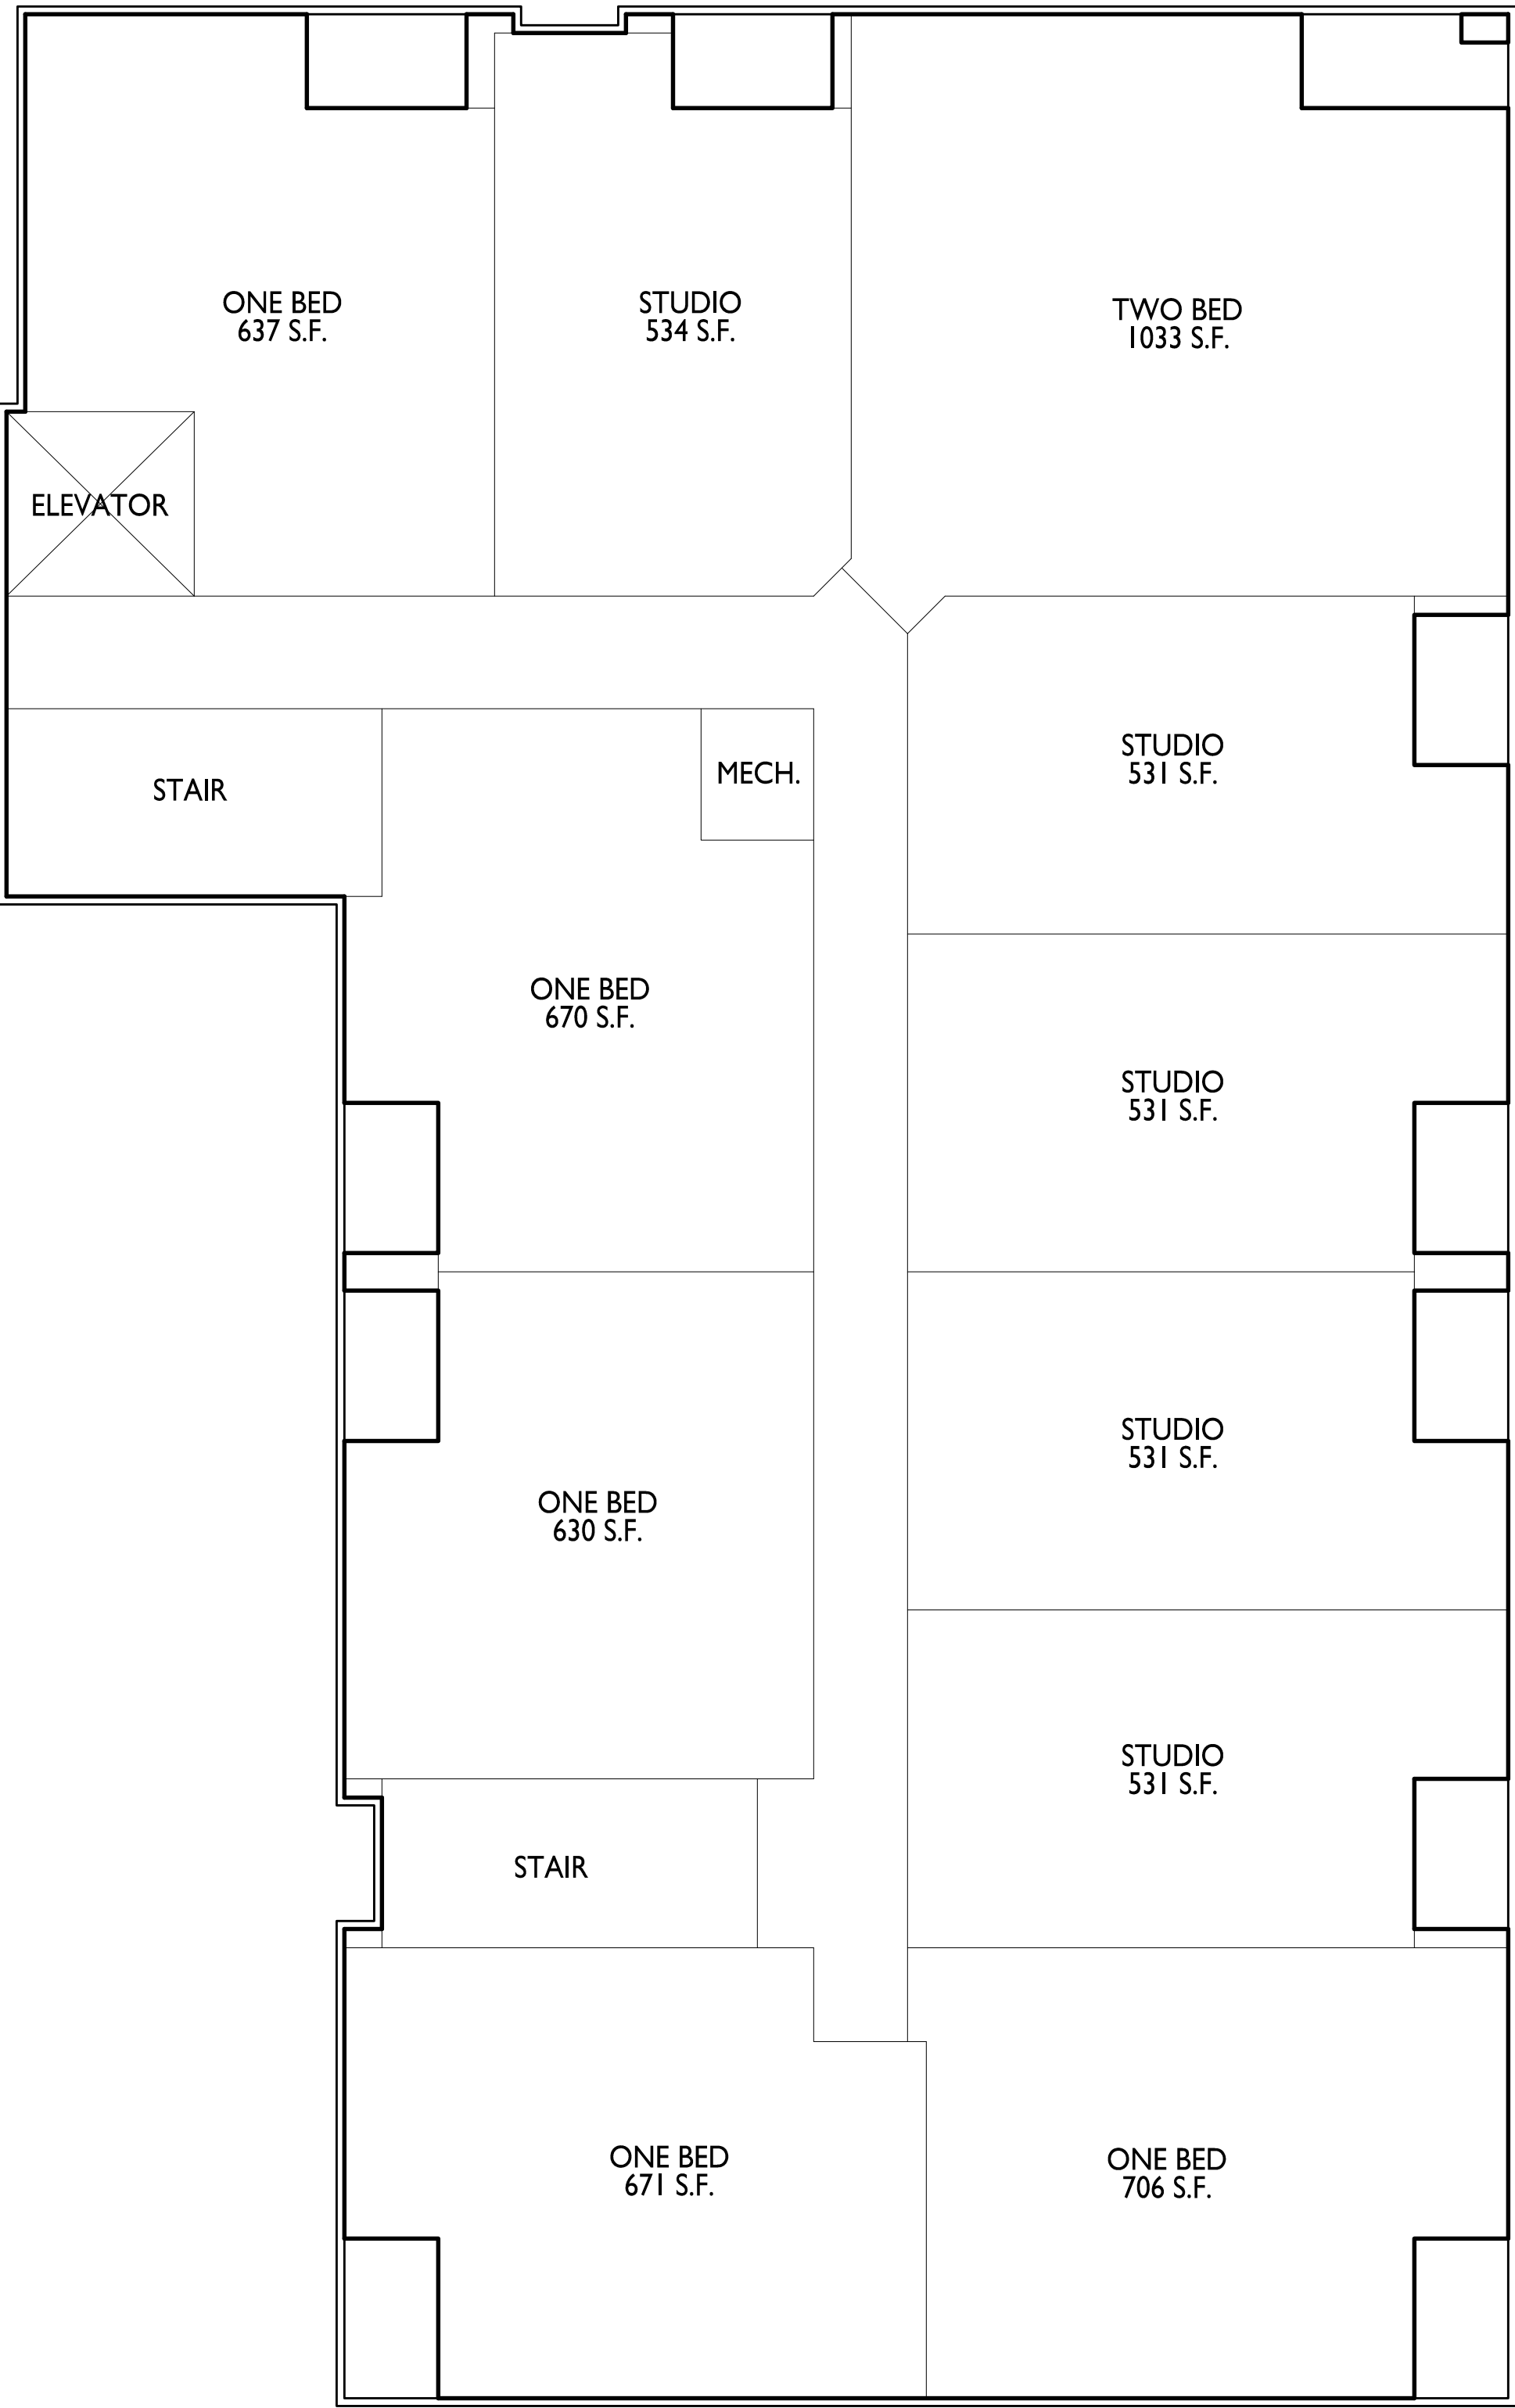 ONE BED
637 S.F.
STUDIO
534 S.F.
TWO BED
1033 S.F.
ELEVATOR
STAIR
MECH.
STUDIO
531 S.F.
ONE BED
670 S.F.
STUDIO
531 S.F.
STUDIO
531 S.F.
ONE BED
630 S.F.
STUDIO
531 S.F.
STAIR
ONE BED
671 S.F.
ONE BED
706 S.F.